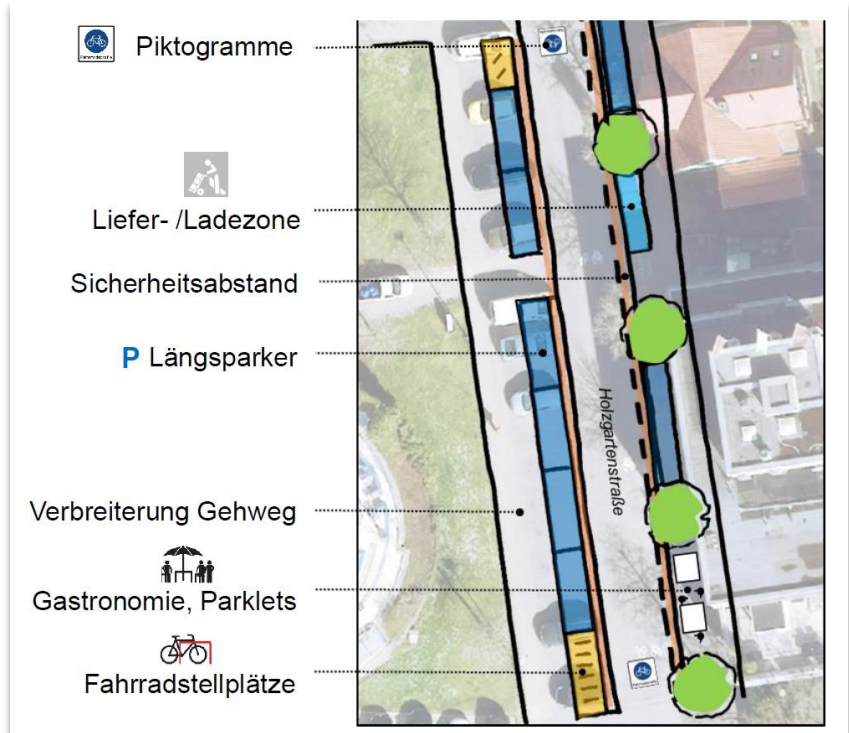 Piktogramme
Liefer- /Ladezone
Sicherheitsabstand
P Längsparker
Holzgartenstraße
Verbreiterung Gehweg
Gastronomie, Parklets
Fahrradstellplätze